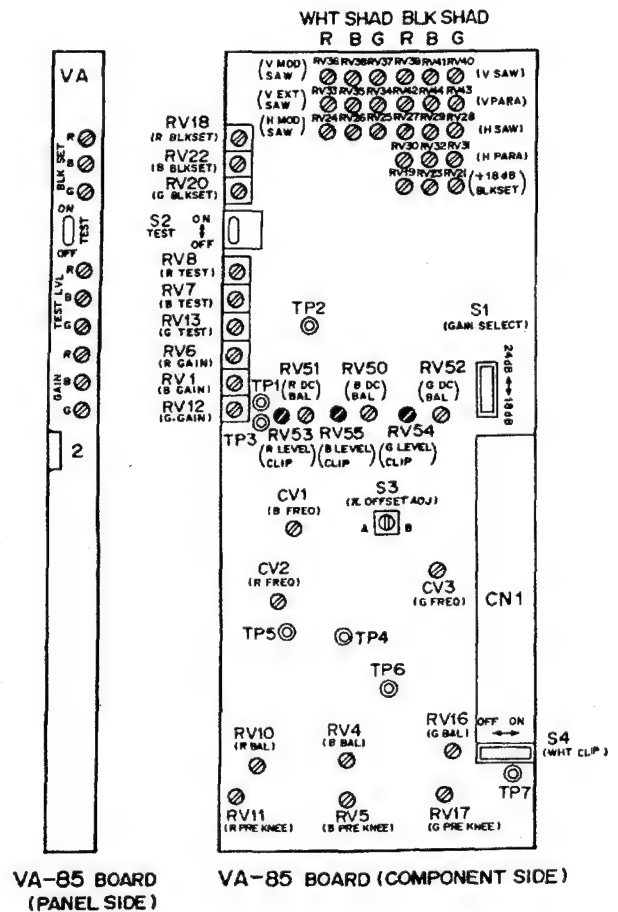 WHT SHAD BLK SHAD
R B G R B G
(V MOD SAW) RV36 RV38 RV37 RV39 RV41 RV40 (V SAW)
(V EXT SAW) RV33 RV35 RV34 RV42 RV44 RV43 (V PARA)
(H MOD SAW) RV24 RV26 RV25 RV27 RV29 RV28 (H SAW)
RV30 RV32 RV31 (H PARA)
RV19 RV23 RV21 (+18dB BLKSET)
VA
R
B
G
BLK SET
ON
OFF
TEST
R
B
G
TEST LVL
R
B
G
GAIN
2
RV18
(R BLKSET)
RV22
(B BLKSET)
RV20
(G BLKSET)
S2
TEST
ON
OFF
RV8
(R TEST)
RV7
(B TEST)
RV13
(G TEST)
RV6
(R GAIN)
RV1
(B GAIN)
RV12
(G.GAIN)
TP2
S1
(GAIN SELECT)
24dB ↔ 18dB
TP1
TP3
RV51
(R DC BAL)
RV50
(B DC BAL)
RV52
(G DC BAL)
RV53
(R LEVEL CLIP)
RV55
(B LEVEL CLIP)
RV54
(G LEVEL CLIP)
CV1
(B FREQ)
S3
OFFSET ADJ)
A B
CV2
(R FREQ)
CV3
(G FREQ)
CN1
TP5
TP4
TP6
RV10
(R BAL)
RV4
(B BAL)
RV16
(G BAL)
OFF ON
S4
(WHT CLIP)
TP7
RV11
(R PRE KNEE)
RV5
(B PRE KNEE)
RV17
(G PRE KNEE)
VA-85 BOARD
(PANEL SIDE)
VA-85 BOARD (COMPONENT SIDE)